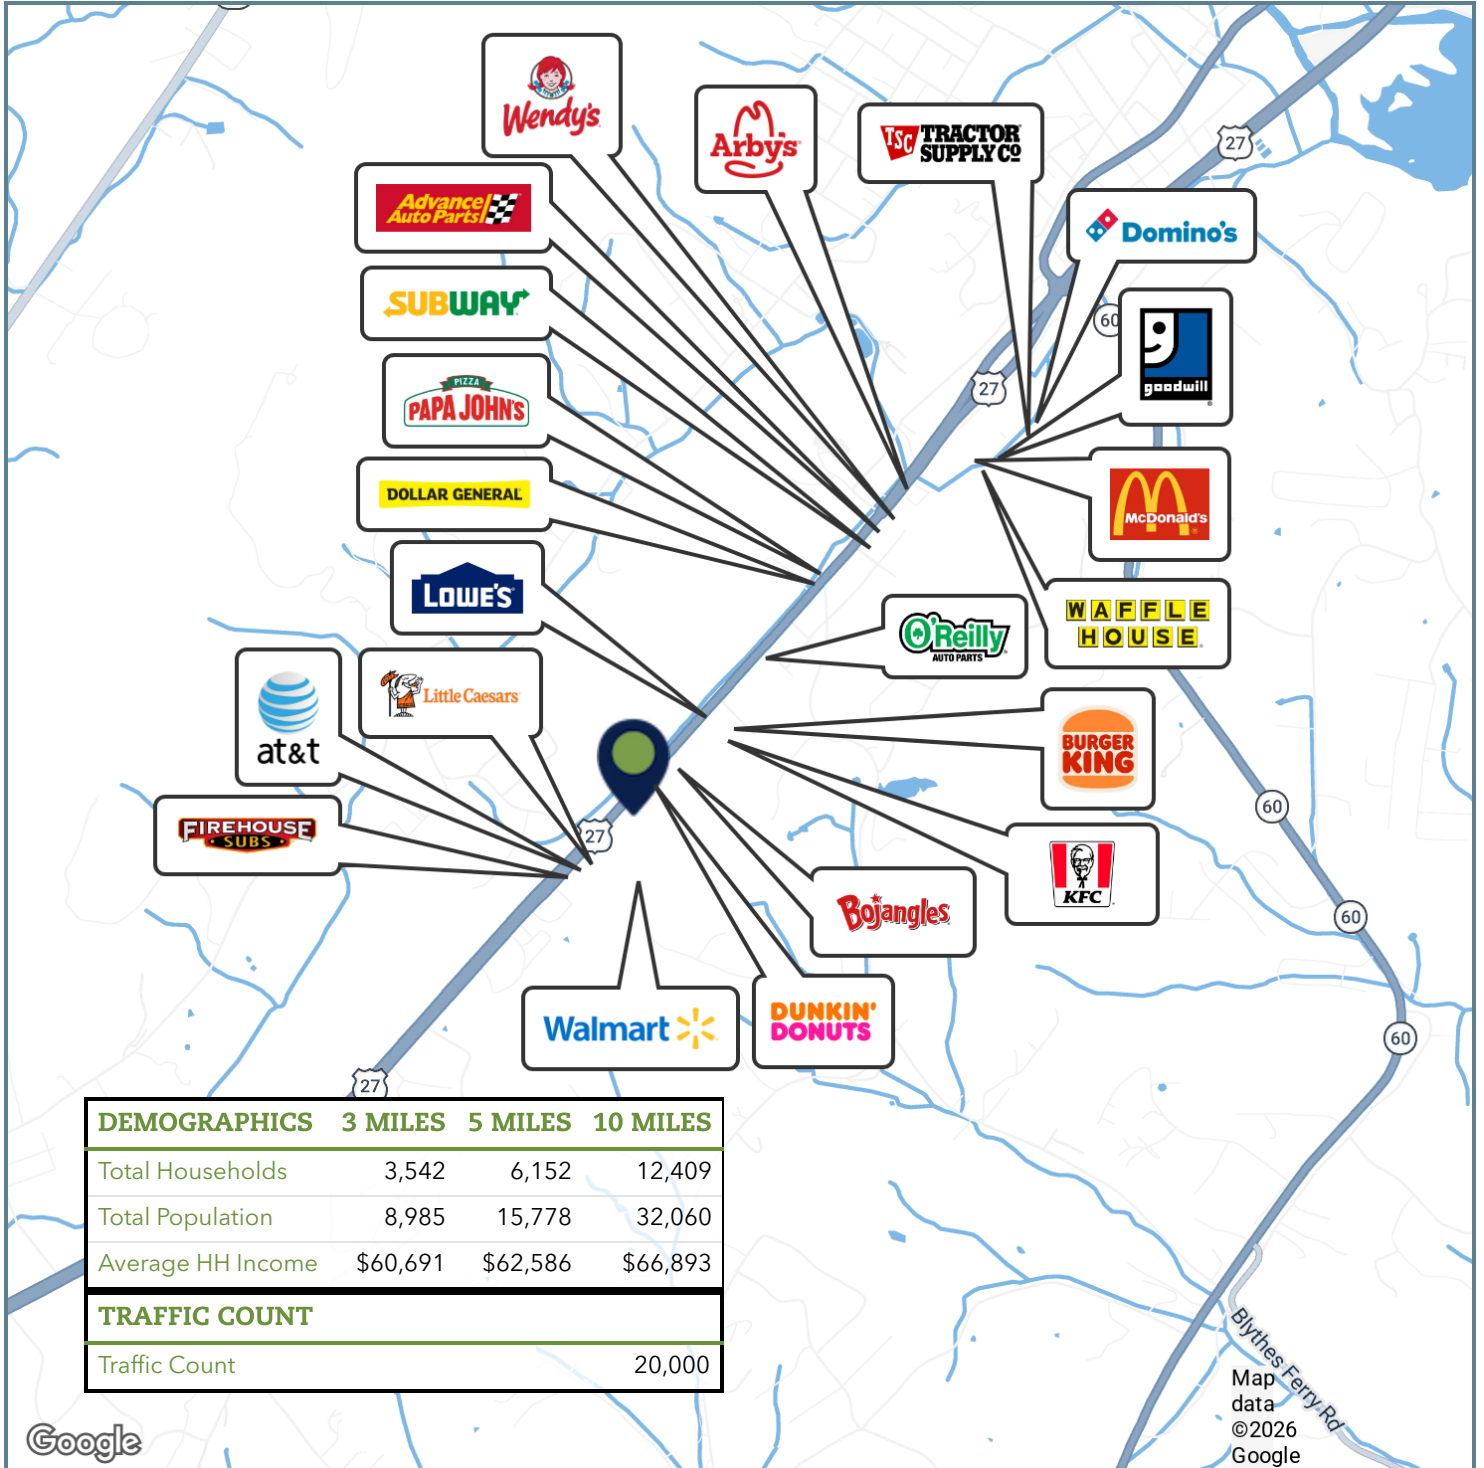 Wendy's
Arby's
TSC TRACTOR
SUPPLY CO
27
Advance
Auto Parts
Domino's
SUBWAY
60
goodwill
27
PIZZA
PAPA JOHN'S
DOLLAR GENERAL
McDonald's
LOWE'S
WAFFLE
HOUSE
O'Reilly
AUTO PARTS
at&t
Little Caesars
BURGER
KING
FIREHOUSE
SUBS
27
60
KFC
Bojangles
60
Walmart
DUNKIN'
DONUTS
60
27
DEMOGRAPHICS 3 MILES 5 MILES 10 MILES
Total Households 3,542 6,152 12,409
Total Population 8,985 15,778 32,060
Average HH Income $60,691 $62,586 $66,893
TRAFFIC COUNT
Traffic Count 20,000
Blythes Ferry Rd
Map
data
©2026
Google
Google